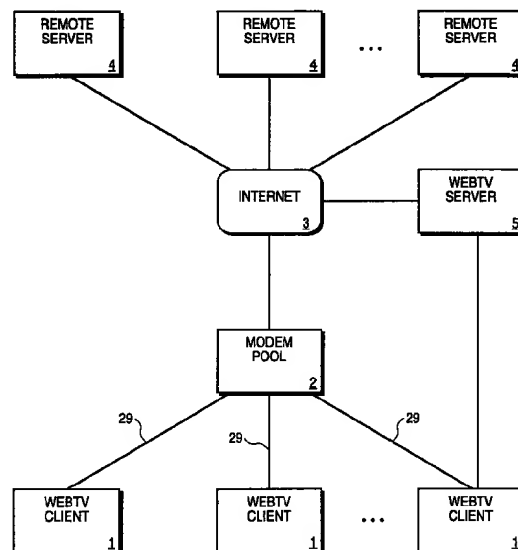 REMOTE REMOTE REMOTE
SERVER SERVER ... SERVER
4 4 4
INTERNET WEBTV
SERVER
3 5
MODEM
POOL
2
29 29 29
WEBTV WEBTV WEBTV
CLIENT CLIENT ... CLIENT
1 1 1